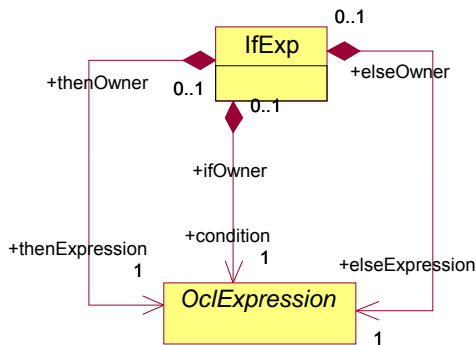 0..1
IfExp
+thenOwner
+elseOwner
0..1
0..1
+ifOwner
+condition
+thenExpression
1
1
+elseExpression
OclExpression
1